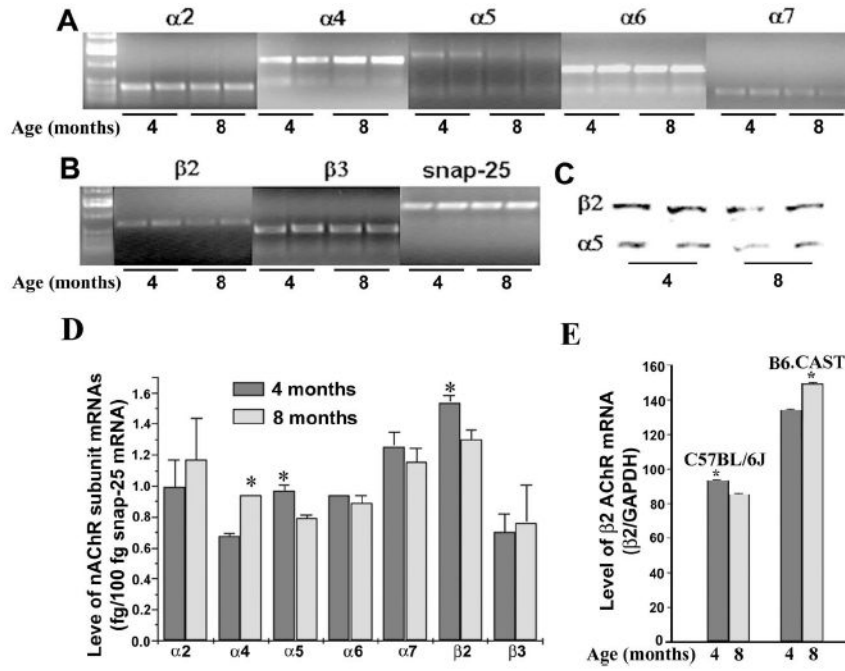 A
α2 α4 α5 α6 α7
Age (months) 4 8 4 8 4 8 4 8 4 8
B
β2 β3 snap-25
Age (months) 4 8 4 8 4 8
C
β2
α5
4 8
D
Leve of nAChR subunit mRNAs
(fg/100 fg snap-25 mRNA)
1.6
1.4
1.2
1.0
0.8
0.6
0.4
0.2
0.0
4 months
8 months
* * *
α2 α4 α5 α6 α7 β2 β3
E
Level of β2 AChR mRNA
(β2/GAPDH)
160
140
120
100
80
60
40
20
0
B6.CAST
*
C57BL/6J
*
Age (months) 4 8 4 8